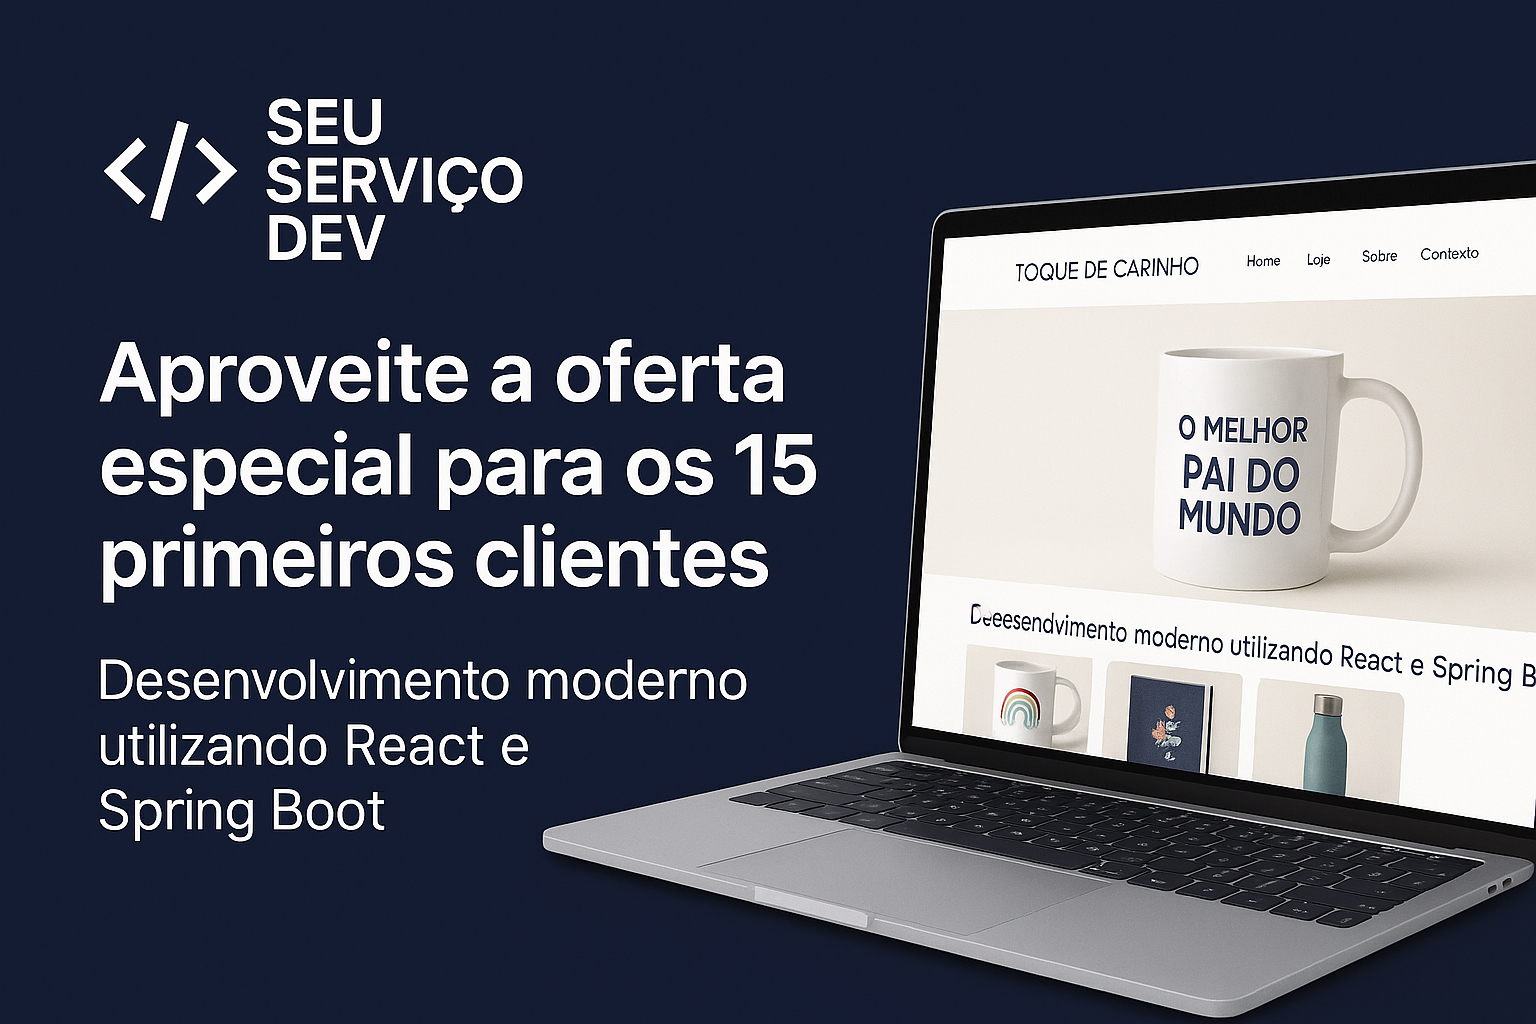 </>
SEU
SERVIÇO
DEV
Aproveite a oferta
especial para os 15
primeiros clientes
Desenvolvimento moderno
utilizando React e
Spring Boot
TOQUE DE CARINHO Home Loje Sobre Contexto
O MELHOR
PAI DO
MUNDO
Deeesendvimento moderno utilizando React e Spring B